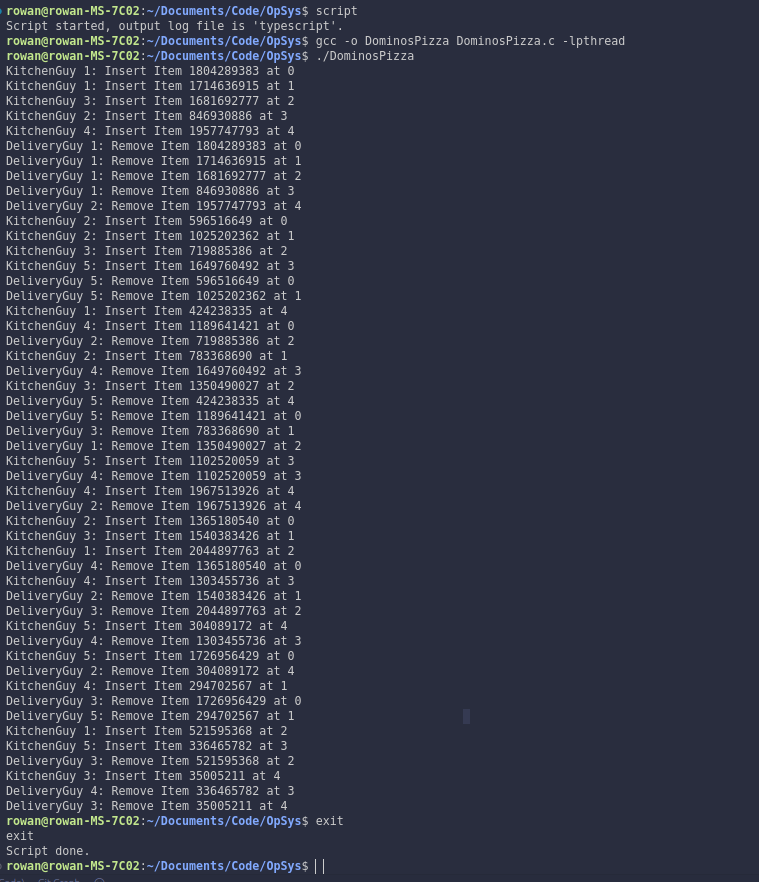 rowan@rowan-MS-7C02:~/Documents/Code/OpSys$ script
Script started, output log file is 'typescript'.
rowan@rowan-MS-7C02:~/Documents/Code/OpSys$ gcc -o DominosPizza DominosPizza.c -lpthread
rowan@rowan-MS-7C02:~/Documents/Code/OpSys$ ./DominosPizza
KitchenGuy 1: Insert Item 1804289383 at 0
KitchenGuy 1: Insert Item 1714636915 at 1
KitchenGuy 3: Insert Item 1681692777 at 2
KitchenGuy 2: Insert Item 846930886 at 3
KitchenGuy 4: Insert Item 1957747793 at 4
DeliveryGuy 1: Remove Item 1804289383 at 0
DeliveryGuy 1: Remove Item 1714636915 at 1
DeliveryGuy 1: Remove Item 1681692777 at 2
DeliveryGuy 1: Remove Item 846930886 at 3
DeliveryGuy 2: Remove Item 1957747793 at 4
KitchenGuy 2: Insert Item 596516649 at 0
KitchenGuy 2: Insert Item 1025202362 at 1
KitchenGuy 3: Insert Item 719885386 at 2
KitchenGuy 5: Insert Item 1649760492 at 3
DeliveryGuy 5: Remove Item 596516649 at 0
DeliveryGuy 5: Remove Item 1025202362 at 1
KitchenGuy 1: Insert Item 424238335 at 4
KitchenGuy 4: Insert Item 1189641421 at 0
DeliveryGuy 2: Remove Item 719885386 at 2
KitchenGuy 2: Insert Item 783368690 at 1
DeliveryGuy 4: Remove Item 1649760492 at 3
KitchenGuy 3: Insert Item 1350490027 at 2
DeliveryGuy 5: Remove Item 424238335 at 4
DeliveryGuy 5: Remove Item 1189641421 at 0
DeliveryGuy 3: Remove Item 783368690 at 1
DeliveryGuy 1: Remove Item 1350490027 at 2
KitchenGuy 5: Insert Item 1102520059 at 3
DeliveryGuy 4: Remove Item 1102520059 at 3
KitchenGuy 4: Insert Item 1967513926 at 4
DeliveryGuy 2: Remove Item 1967513926 at 4
KitchenGuy 2: Insert Item 1365180540 at 0
KitchenGuy 3: Insert Item 1540383426 at 1
KitchenGuy 1: Insert Item 2044897763 at 2
DeliveryGuy 4: Remove Item 1365180540 at 0
KitchenGuy 4: Insert Item 1303455736 at 3
DeliveryGuy 2: Remove Item 1540383426 at 1
DeliveryGuy 3: Remove Item 2044897763 at 2
KitchenGuy 5: Insert Item 304089172 at 4
DeliveryGuy 4: Remove Item 1303455736 at 3
KitchenGuy 5: Insert Item 1726956429 at 0
DeliveryGuy 2: Remove Item 304089172 at 4
KitchenGuy 4: Insert Item 294702567 at 1
DeliveryGuy 3: Remove Item 1726956429 at 0
DeliveryGuy 5: Remove Item 294702567 at 1
KitchenGuy 1: Insert Item 521595368 at 2
KitchenGuy 5: Insert Item 336465782 at 3
DeliveryGuy 3: Remove Item 521595368 at 2
KitchenGuy 3: Insert Item 35005211 at 4
DeliveryGuy 4: Remove Item 336465782 at 3
DeliveryGuy 3: Remove Item 35005211 at 4
rowan@rowan-MS-7C02:~/Documents/Code/OpSys$ exit
exit
Script done.
rowan@rowan-MS-7C02:~/Documents/Code/OpSys$